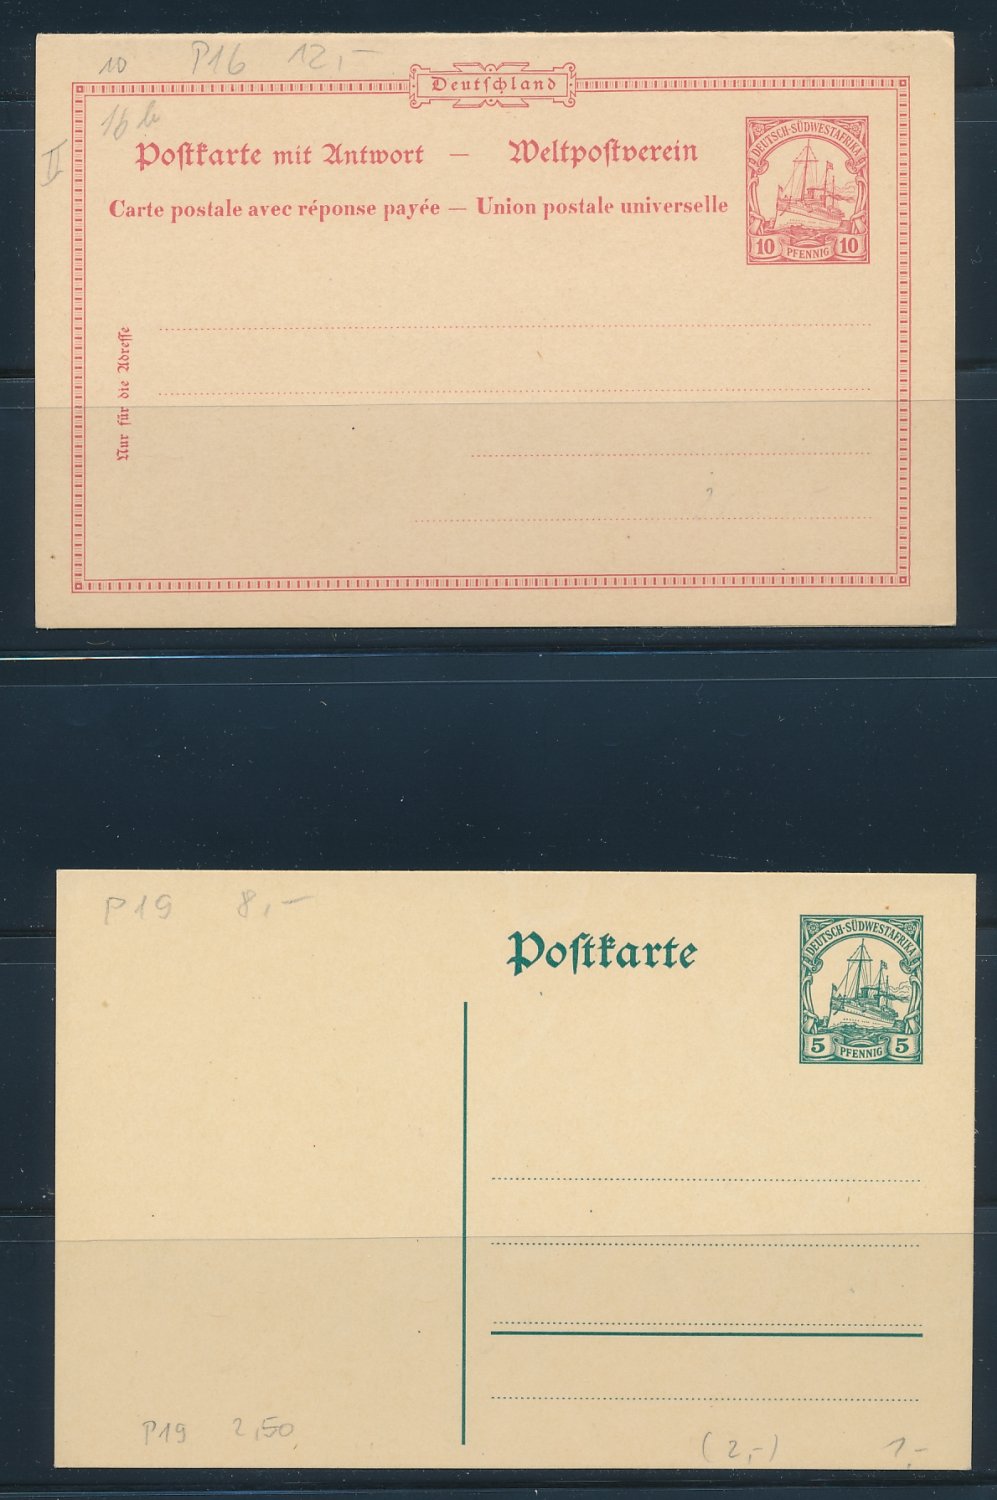 10 P16 12,-
Deutschland
16 b
II
Postkarte mit Antwort — Weltpostverein
DEUTSCH-SÜDWESTAFRIKA
Carte postale avec réponse payée — Union postale universelle
10 PFENNIG 10
Nur für die Adresse
P19 8,-
Postkarte
DEUTSCH-SÜDWESTAFRIKA
5 PFENNIG 5
P19 2,50
(2,-) 1,-